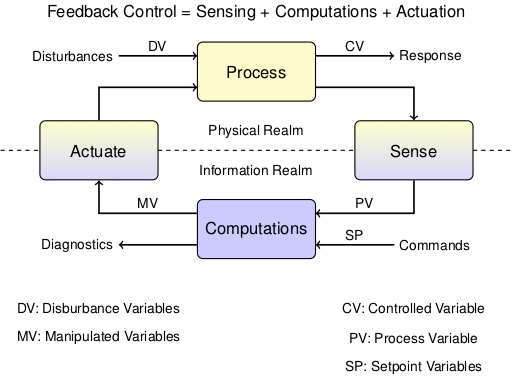 Feedback Control = Sensing + Computations + Actuation
Disturbances
DV
Process
CV
Response
Physical Realm
Actuate
Sense
Information Realm
MV
PV
Computations
Diagnostics
SP
Commands
DV: Disburbance Variables
CV: Controlled Variable
MV: Manipulated Variables
PV: Process Variable
SP: Setpoint Variables